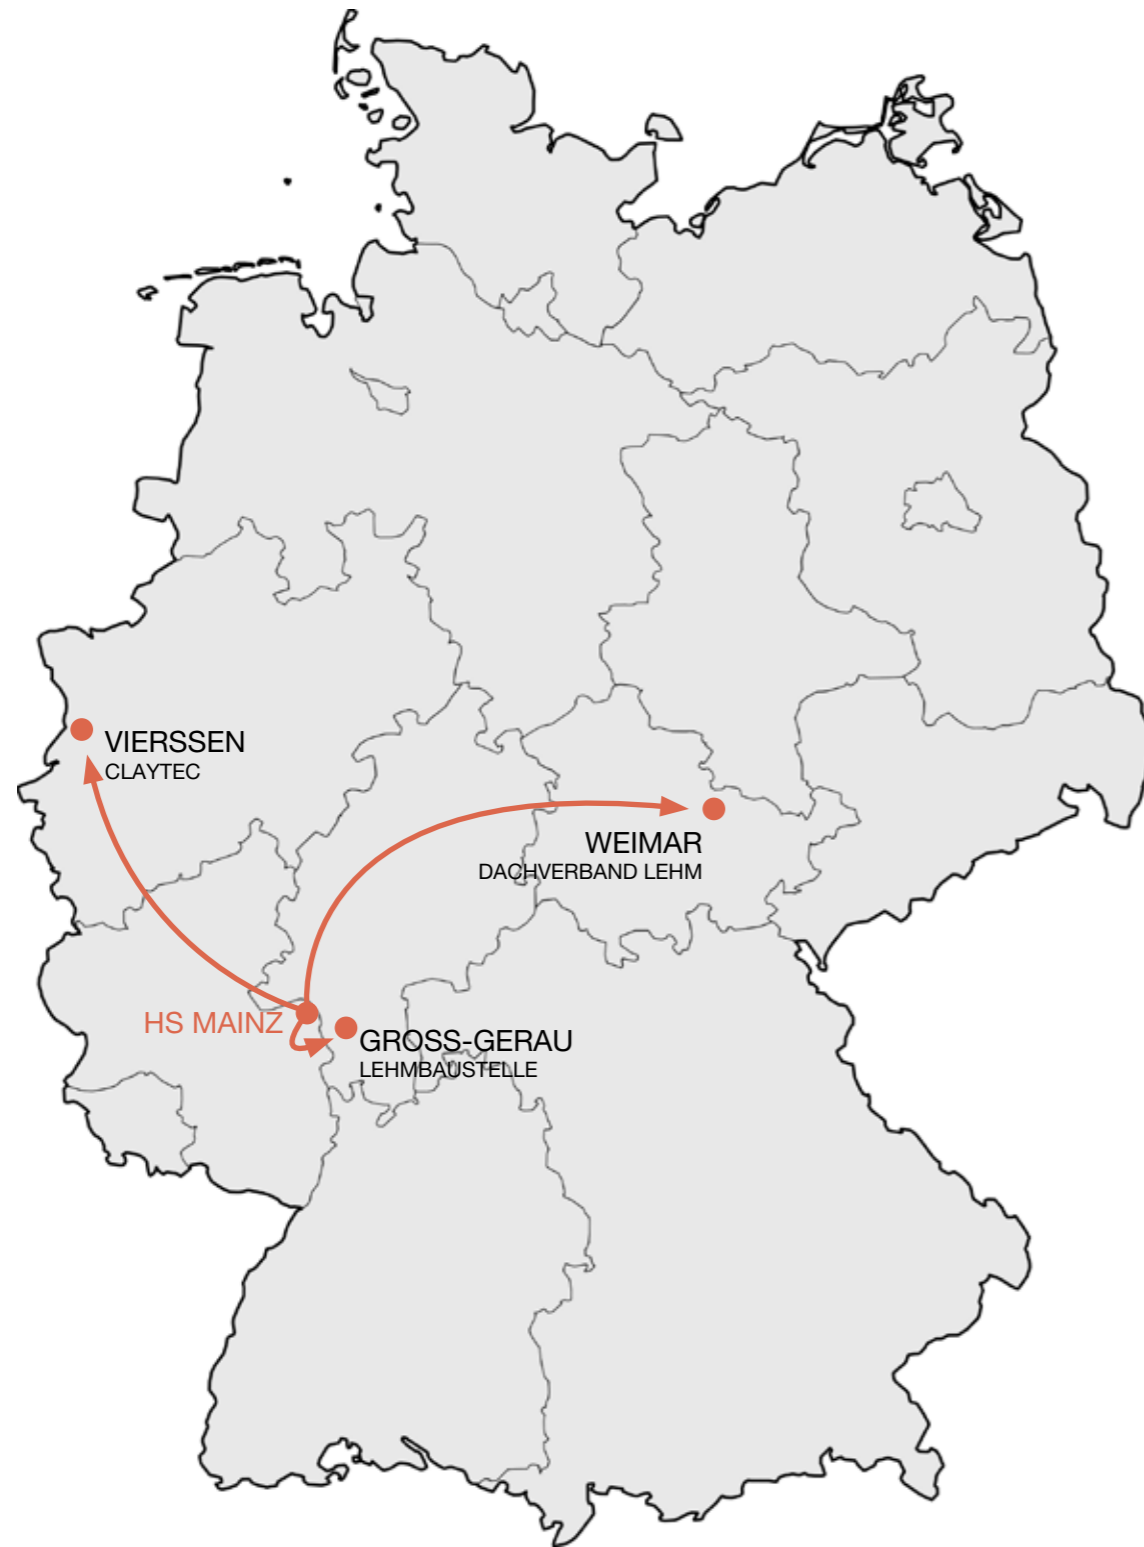 VIERSSEN
CLAYTEC
WEIMAR
DACHVERBAND LEHM
HS MAINZ
GROSS-GERAU
LEHMBAUSTELLE